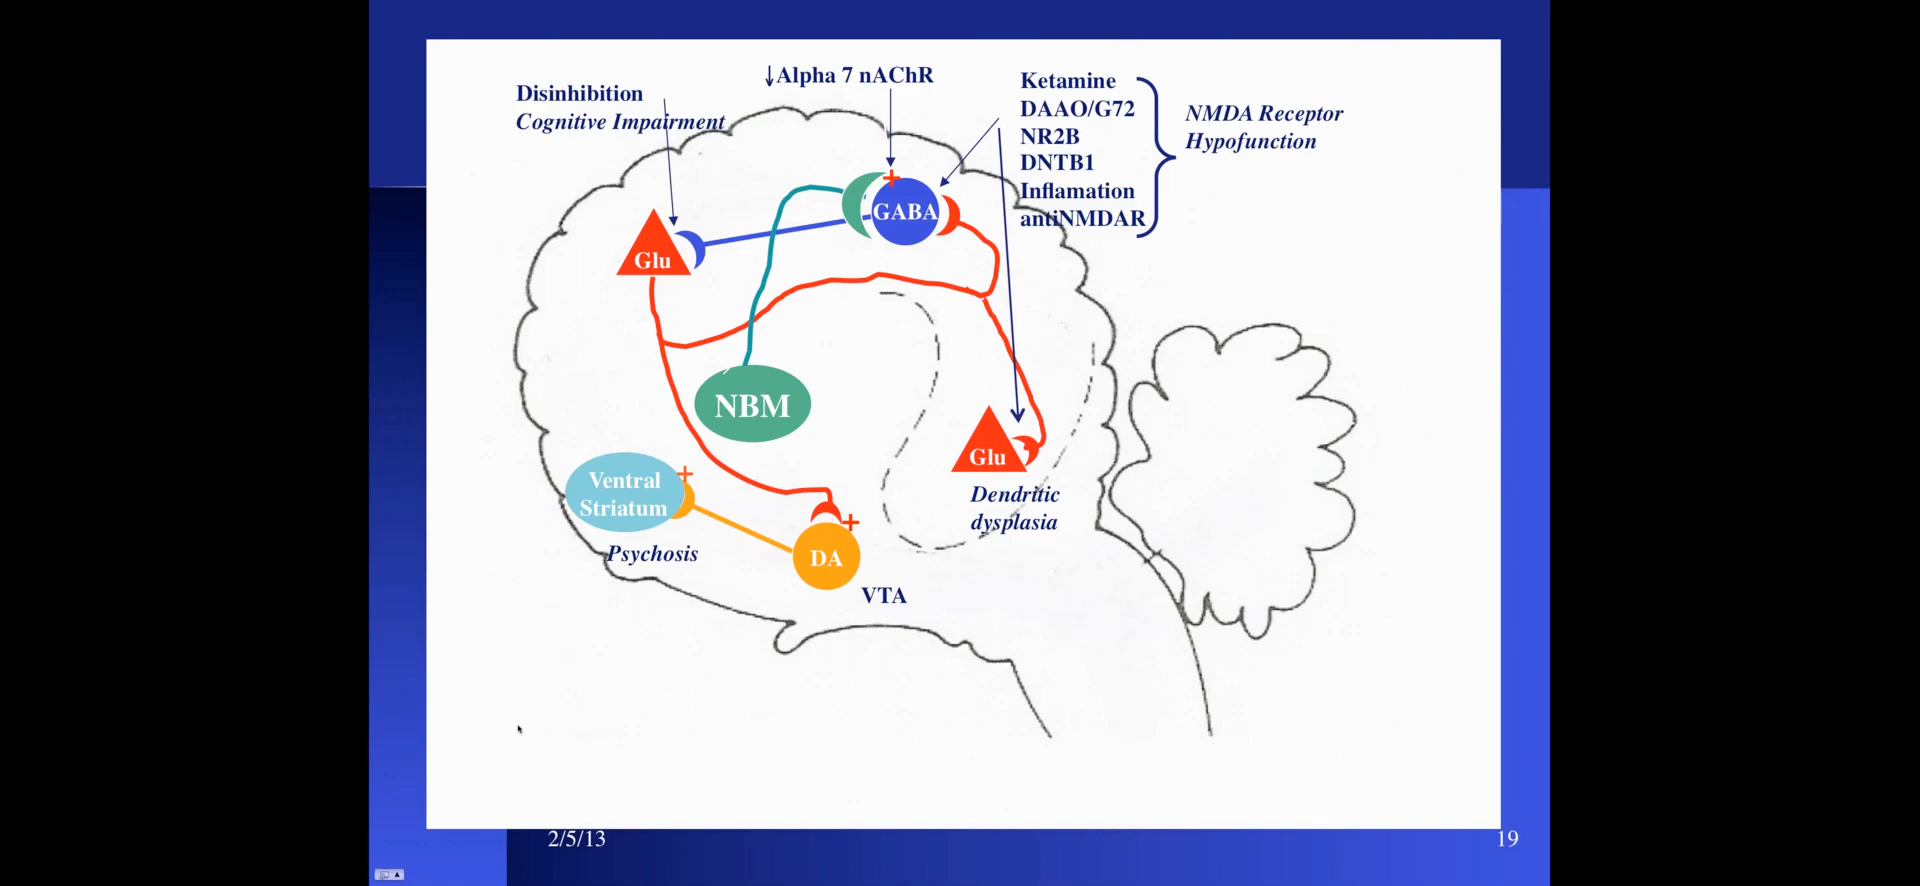 Disinhibition
Cognitive Impairment
↓Alpha 7 nAChR
Ketamine
DAAO/G72
NR2B
DNTB1
Inflamation
antiNMDAR
NMDA Receptor
Hypofunction
+
GABA
Glu
NBM
Ventral
Striatum
+
Psychosis
+
DA
VTA
Glu
Dendritic
dysplasia
2/5/13
19